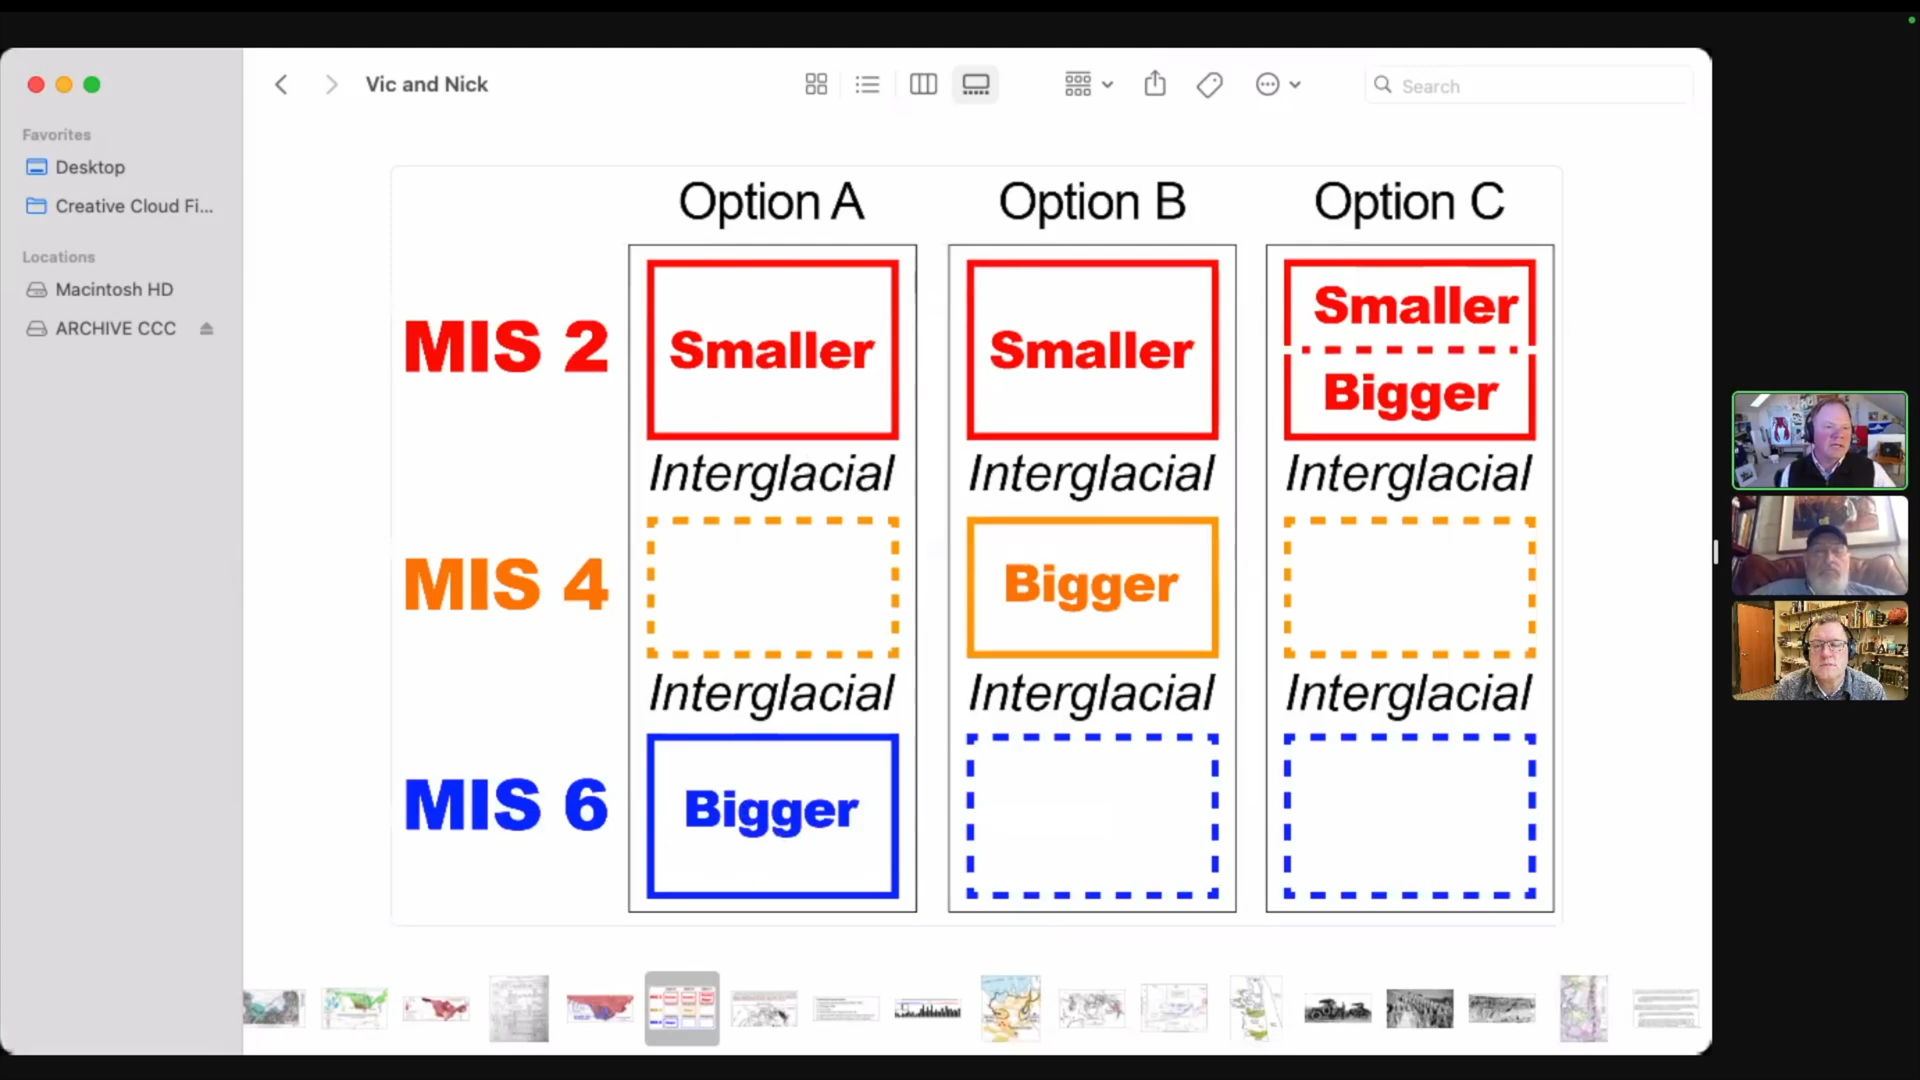 Vic and Nick
Search
Favorites
Desktop
Creative Cloud Fi...
Locations
Macintosh HD
ARCHIVE CCC
Option A Option B Option C
MIS 2 Smaller Smaller Smaller
Bigger
Interglacial Interglacial Interglacial
MIS 4 Bigger
Interglacial Interglacial Interglacial
MIS 6 Bigger